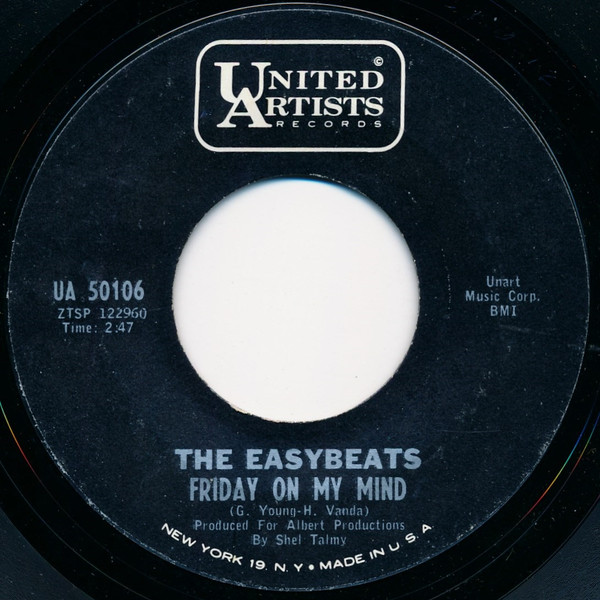 ©
UNITED
ARTISTS
RECORDS
UA 50106
ZTSP 122960
Time: 2:47
Unart
Music Corp.
BMI
THE EASYBEATS
FRIDAY ON MY MIND
(G. Young-H. Vanda)
Produced For Albert Productions
By Shel Talmy
NEW YORK 19, N.Y • MADE IN U.S.A